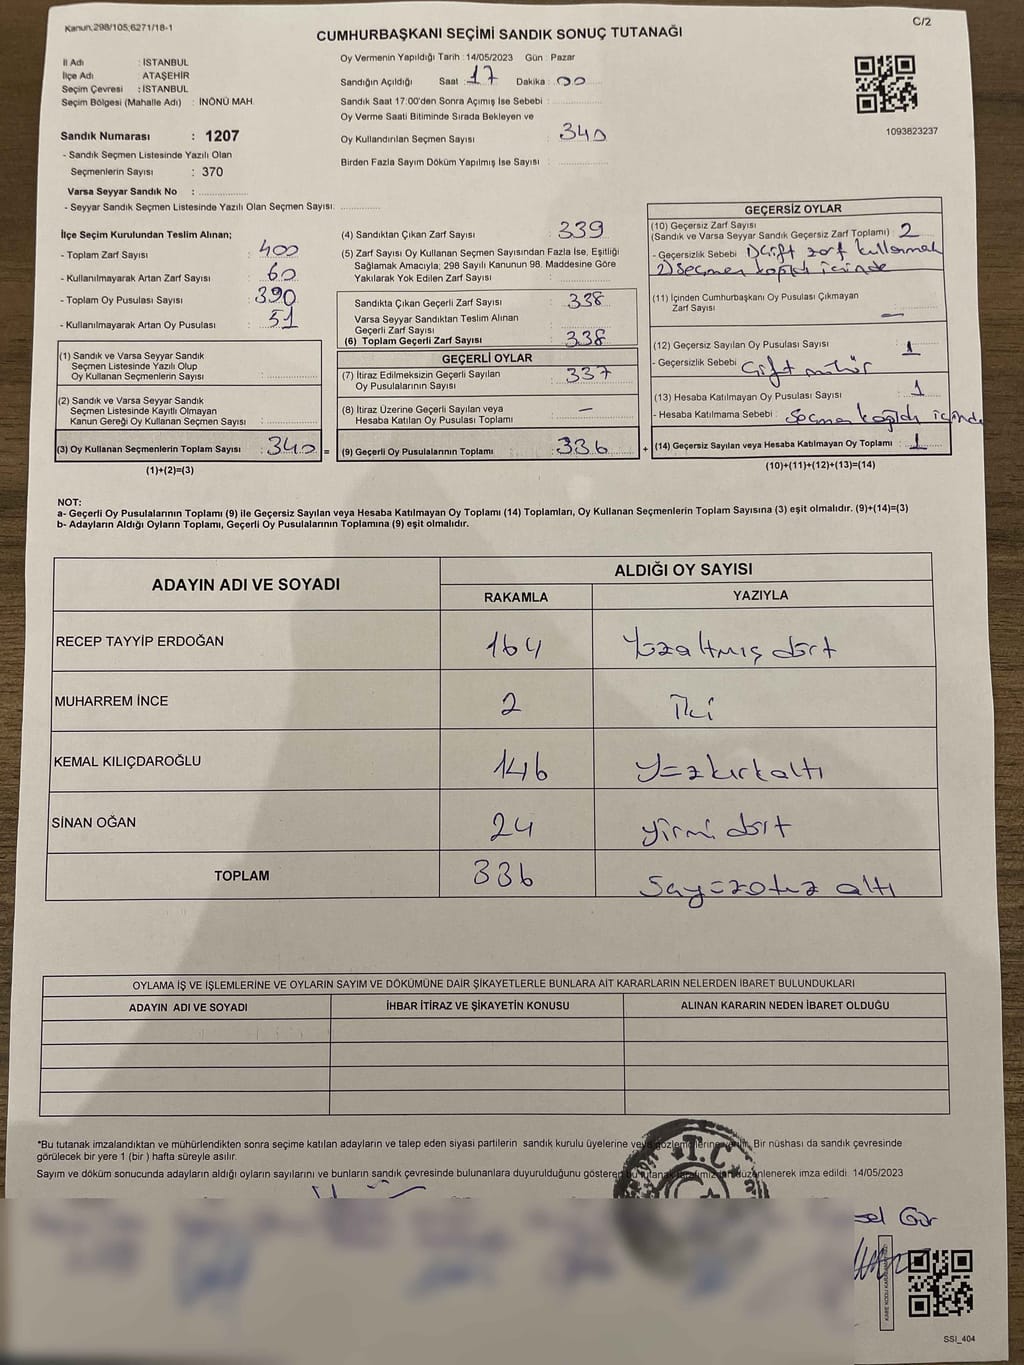 Kanun:298/105;6271/18-1
C/2
CUMHURBAŞKANI SEÇİMİ SANDIK SONUÇ TUTANAĞI
İl Adı : İSTANBUL
İlçe Adı : ATAŞEHİR
Seçim Çevresi : İSTANBUL
Seçim Bölgesi (Mahalle Adı) : İNÖNÜ MAH.
Sandık Numarası : 1207
- Sandık Seçmen Listesinde Yazılı Olan
Seçmenlerin Sayısı : 370
Varsa Seyyar Sandık No :
- Seyyar Sandık Seçmen Listesinde Yazılı Olan Seçmen Sayısı:
Oy Vermenin Yapıldığı Tarih : 14/05/2023 Gün : Pazar
Sandığın Açıldığı Saat : 17 Dakika : 00
Sandık Saat 17:00'den Sonra Açımış İse Sebebi :
Oy Verme Saati Bitiminde Sırada Bekleyen ve
Oy Kullandırılan Seçmen Sayısı : 340
Birden Fazla Sayım Döküm Yapılmış İse Sayısı :
1093823237
İlçe Seçim Kurulundan Teslim Alınan;
- Toplam Zarf Sayısı : 400
- Kullanılmayarak Artan Zarf Sayısı : 60
- Toplam Oy Pusulası Sayısı : 390
- Kullanılmayarak Artan Oy Pusulası : 51
(1) Sandık ve Varsa Seyyar Sandık
Seçmen Listesinde Yazılı Olup
Oy Kullanan Seçmenlerin Sayısı :
(2) Sandık ve Varsa Seyyar Sandık
Seçmen Listesinde Kayıtlı Olmayan
Kanun Gereği Oy Kullanan Seçmen Sayısı :
(3) Oy Kullanan Seçmenlerin Toplam Sayısı : 340 =
(1)+(2)=(3)
(4) Sandıktan Çıkan Zarf Sayısı : 339
(5) Zarf Sayısı Oy Kullanan Seçmen Sayısından Fazla İse, Eşitliği
Sağlamak Amacıyla, 298 Sayılı Kanunun 98. Maddesine Göre
Yakılarak Yok Edilen Zarf Sayısı :
Sandıkta Çıkan Geçerli Zarf Sayısı : 338
Varsa Seyyar Sandıktan Teslim Alınan
Geçerli Zarf Sayısı :
(6) Toplam Geçerli Zarf Sayısı : 338
GEÇERLİ OYLAR
(7) İtiraz Edilmeksizin Geçerli Sayılan
Oy Pusulalarının Sayısı : 337
(8) İtiraz Üzerine Geçerli Sayılan veya
Hesaba Katılan Oy Pusulası Toplamı : —
(9) Geçerli Oy Pusulalarının Toplamı : 336 +
GEÇERSİZ OYLAR
(10) Geçersiz Zarf Sayısı
(Sandık ve Varsa Seyyar Sandık Geçersiz Zarf Toplamı) : 2
- Geçersizlik Sebebi 1) Çift zarf kullanmak
2) Seçmen kağıdı içinde
(11) İçinden Cumhurbaşkanı Oy Pusulası Çıkmayan
Zarf Sayısı : —
(12) Geçersiz Sayılan Oy Pusulası Sayısı : 1
- Geçersizlik Sebebi : Çift mühür
(13) Hesaba Katılmayan Oy Pusulası Sayısı : 1
- Hesaba Katılmama Sebebi : Seçmen kağıdı içinde
(14) Geçersiz Sayılan veya Hesaba Katılmayan Oy Toplamı : 1
(10)+(11)+(12)+(13)=(14)
NOT:
a- Geçerli Oy Pusulalarının Toplamı (9) ile Geçersiz Sayılan veya Hesaba Katılmayan Oy Toplamı (14) Toplamları, Oy Kullanan Seçmenlerin Toplam Sayısına (3) eşit olmalıdır. (9)+(14)=(3)
b- Adayların Aldığı Oyların Toplamı, Geçerli Oy Pusulalarının Toplamına (9) eşit olmalıdır.
ADAYIN ADI VE SOYADI
ALDIĞI OY SAYISI
RAKAMLA YAZIYLA
RECEP TAYYİP ERDOĞAN 164 Yüzaltmış dört
MUHARREM İNCE 2 İki
KEMAL KILIÇDAROĞLU 146 yüzkırkaltı
SİNAN OĞAN 24 yirmi dört
TOPLAM 336 üçyüzotuz altı
OYLAMA İŞ VE İŞLEMLERİNE VE OYLARIN SAYIM VE DÖKÜMÜNE DAİR ŞİKAYETLERLE BUNLARA AİT KARARLARIN NELERDEN İBARET BULUNDUKLARI
ADAYIN ADI VE SOYADI İHBAR İTİRAZ VE ŞİKAYETİN KONUSU ALINAN KARARIN NEDEN İBARET OLDUĞU
*Bu tutanak imzalandıktan ve mühürlendikten sonra seçime katılan adayların ve talep eden siyasi partilerin sandık kurulu üyelerine veya gözlemcilerine verilir. Bir nüshası da sandık çevresinde
görülecek bir yere 1 (bir ) hafta süreyle asılır.
Sayım ve döküm sonucunda adayların aldığı oyların sayılarını ve bunların sandık çevresinde bulunanlara duyurulduğunu gösteren bu tutanak tarafımızdan düzenlenerek imza edildi. 14/05/2023
T.C
sel Gür
SSI_404